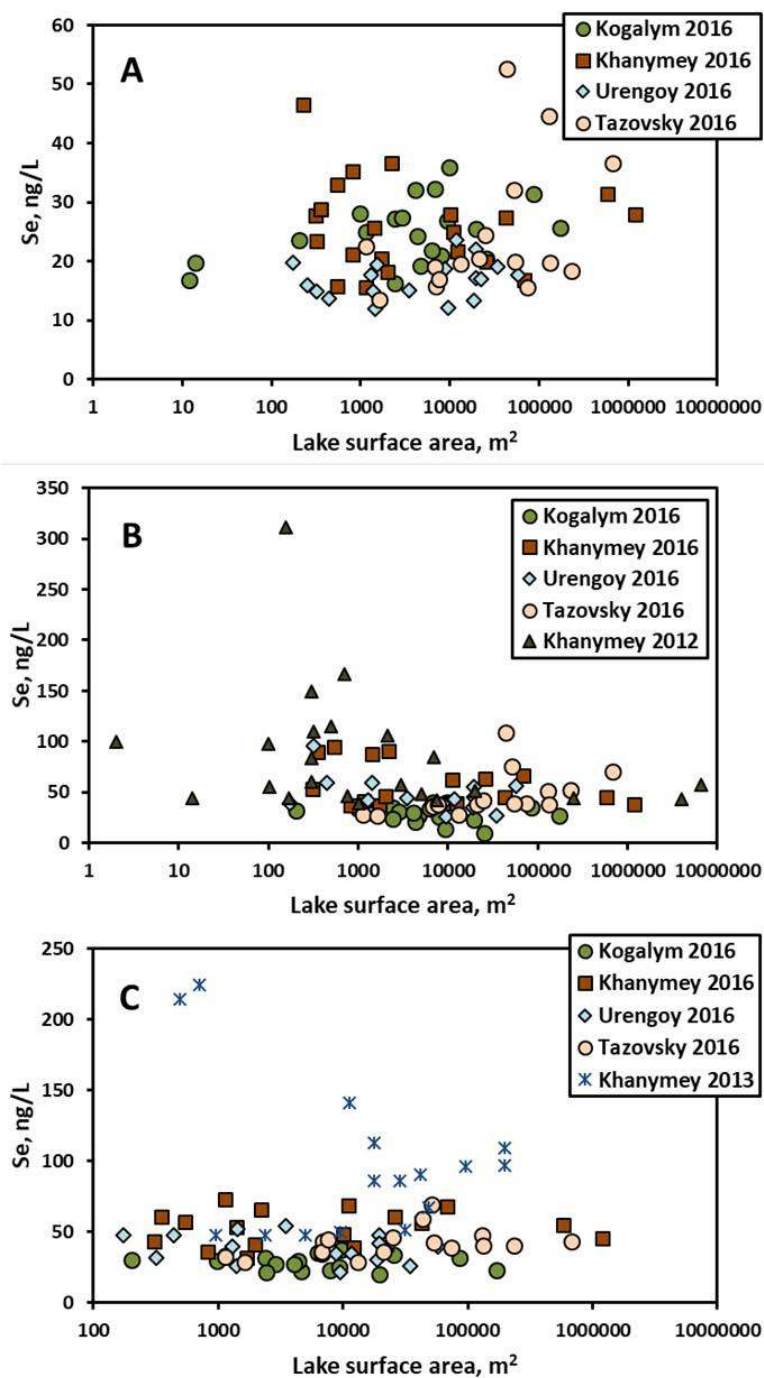 60
50
40
30
20
10
0
Se, ng/L
A
Kogalym 2016
Khanymey 2016
Urengoy 2016
Tazovsky 2016
1 10 100 1000 10000 100000 1000000 10000000
Lake surface area, m²
350
300
250
200
150
100
50
0
Se, ng/L
B
Kogalym 2016
Khanymey 2016
Urengoy 2016
Tazovsky 2016
Khanymey 2012
1 10 100 1000 10000 100000 1000000 10000000
Lake surface area, m²
250
200
150
100
50
0
Se, ng/L
C
Kogalym 2016
Khanymey 2016
Urengoy 2016
Tazovsky 2016
Khanymey 2013
100 1000 10000 100000 1000000 10000000
Lake surface area, m²